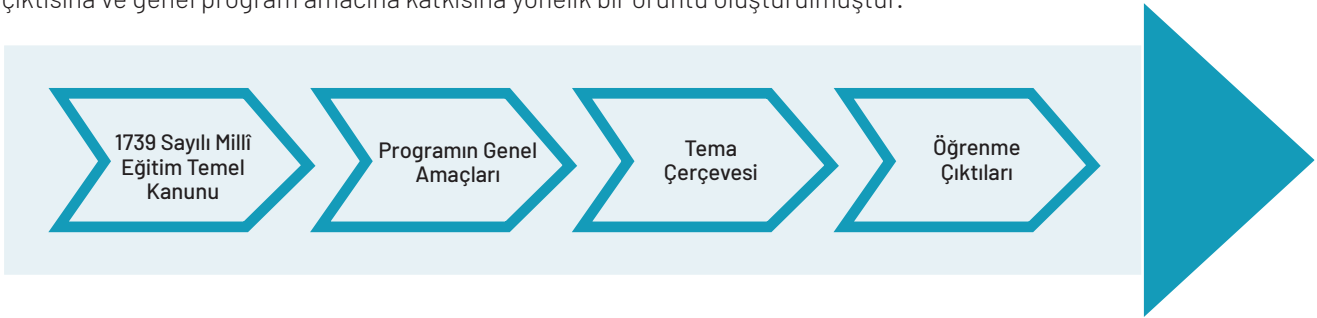 çıktısına ve genel program amacına katkısına yönelik bir örüntü oluşturulmuştur.
1739 Sayılı Millî
Eğitim Temel
Kanunu
Programın Genel
Amaçları
Tema
Çerçevesi
Öğrenme
Çıktıları